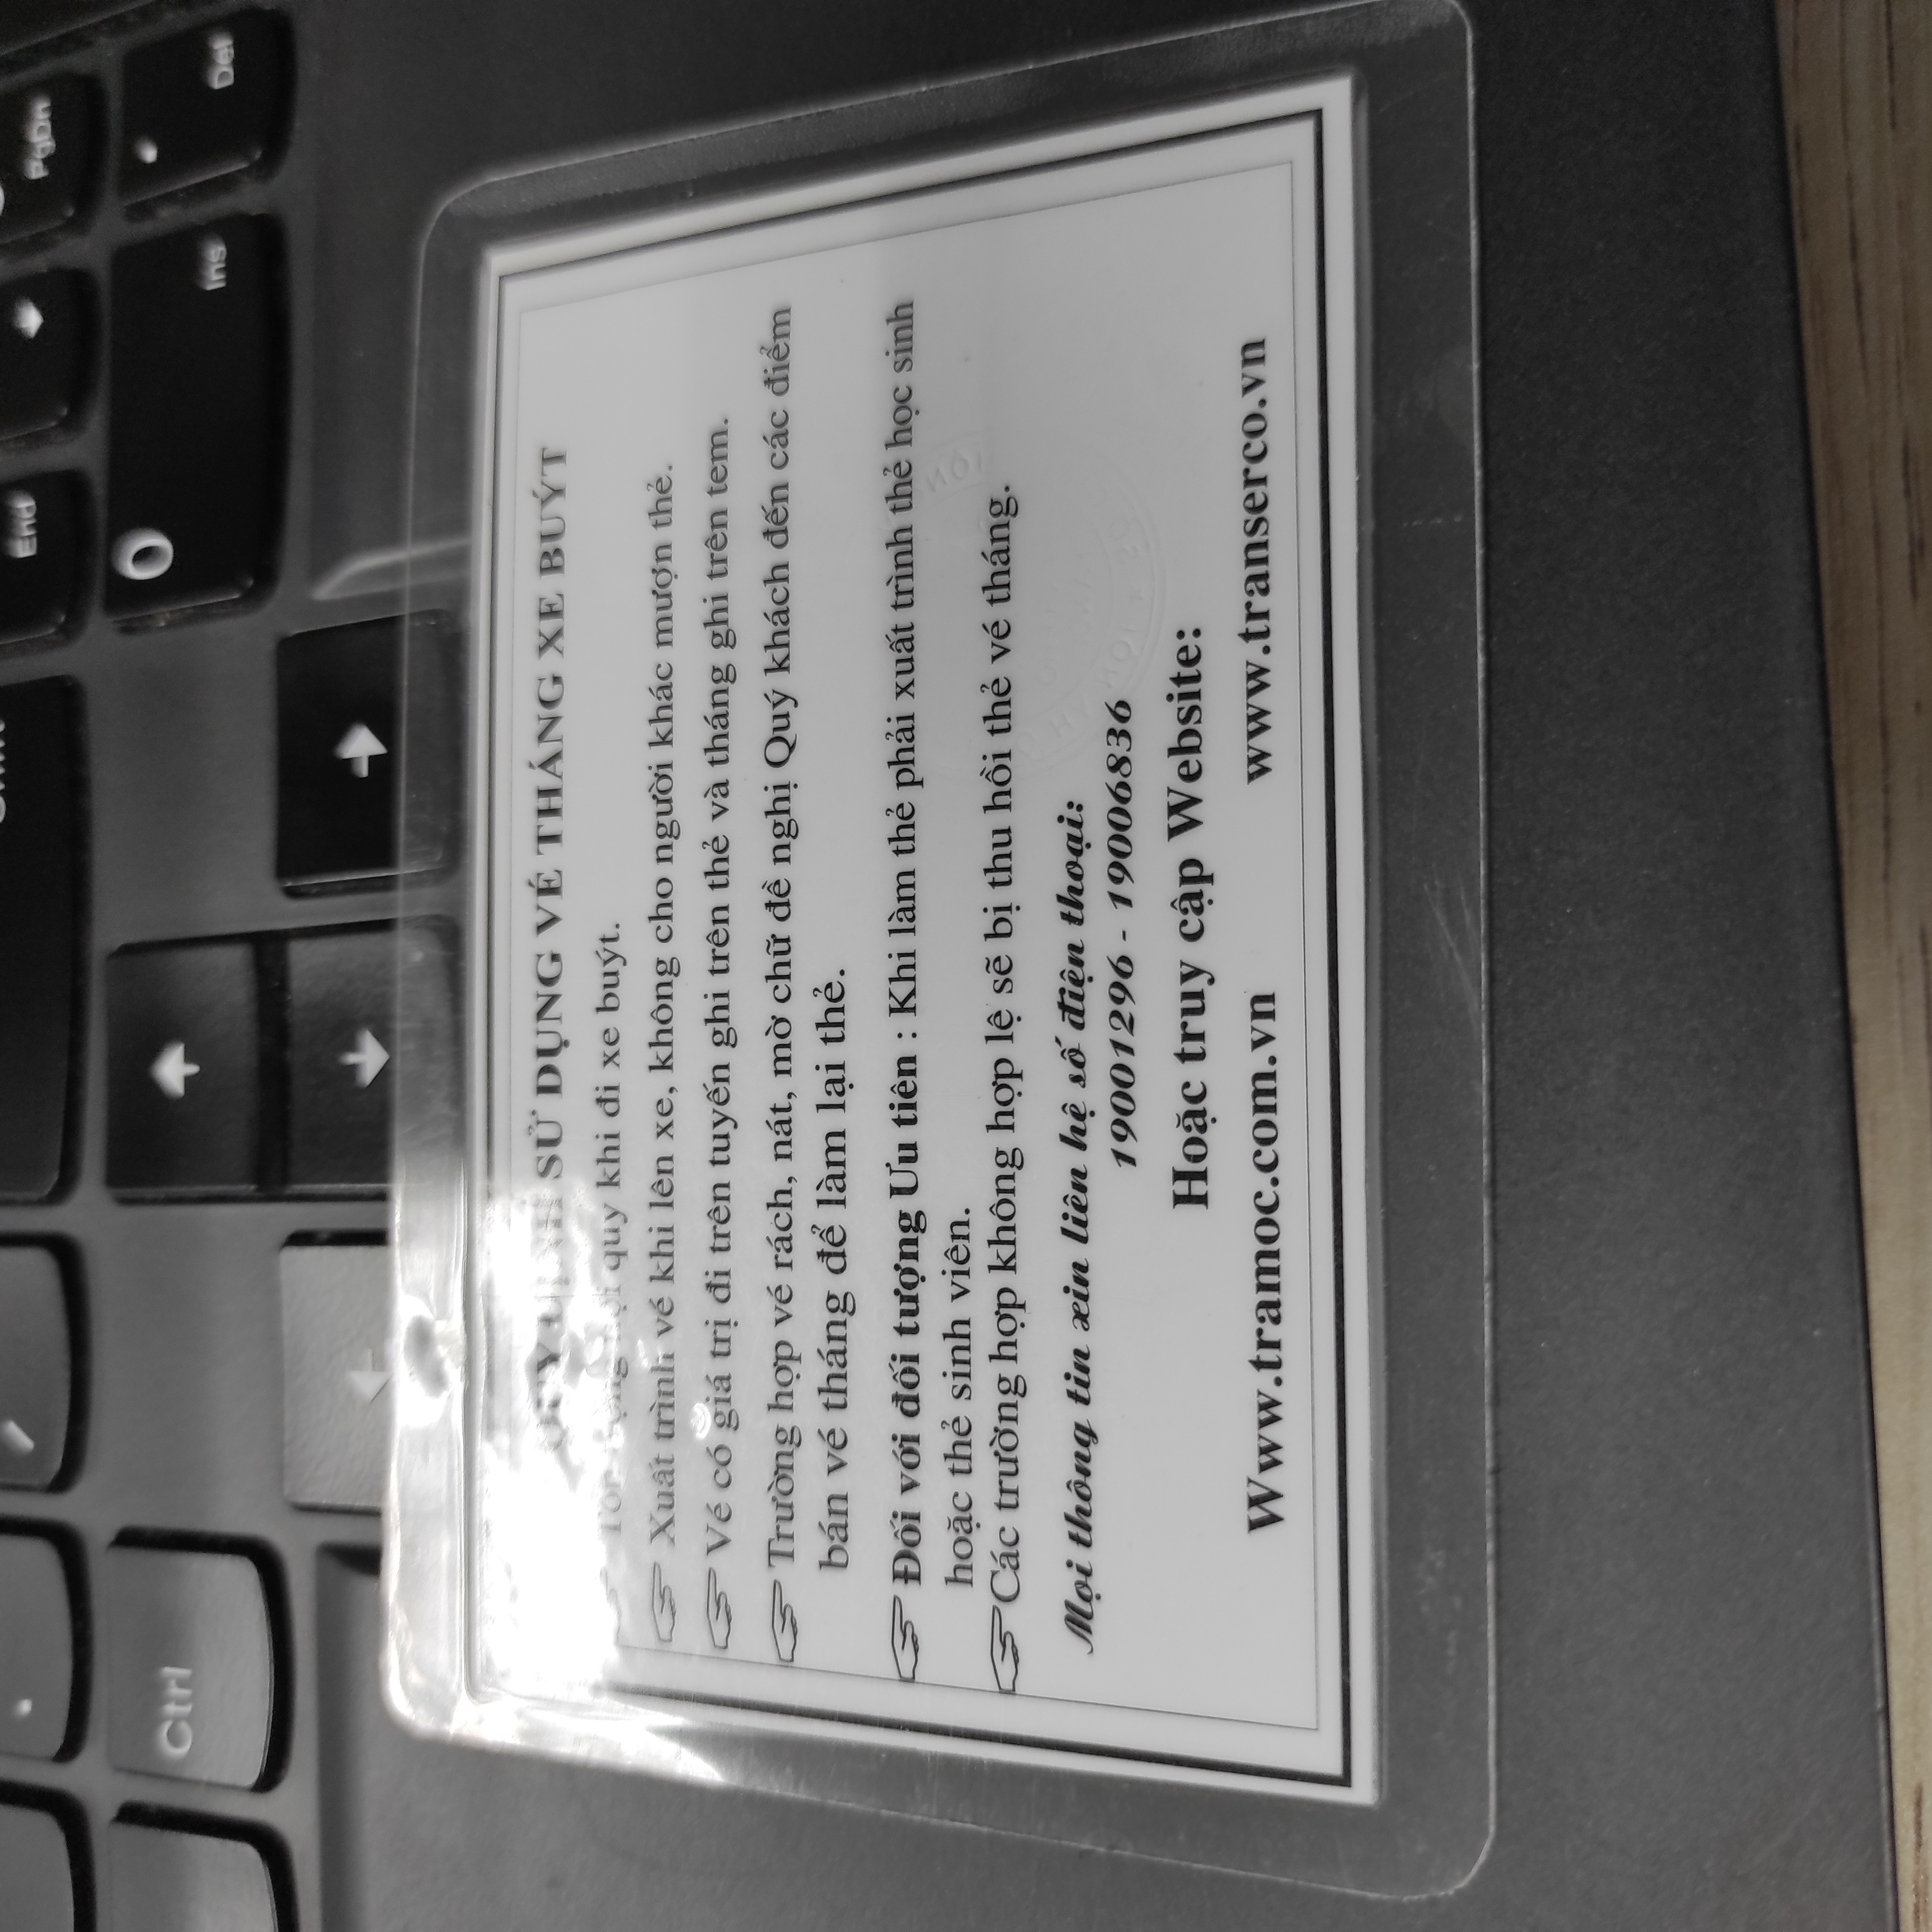 End
PgDn
Ctrl
0
Ins
Del
QUY ĐỊNH SỬ DỤNG VÉ THÁNG XE BUÝT
Tôn trọng nội quy khi đi xe buýt.
Xuất trình vé khi lên xe, không cho người khác mượn thẻ.
Vé có giá trị đi trên tuyến ghi trên thẻ và tháng ghi trên tem.
Trường hợp vé rách, nát, mờ chữ đề nghị Quý khách đến các điểm
bán vé tháng để làm lại thẻ.
Đối với đối tượng Ưu tiên : Khi làm thẻ phải xuất trình thẻ học sinh
hoặc thẻ sinh viên.
Các trường hợp không hợp lệ sẽ bị thu hồi thẻ vé tháng.
Mọi thông tin xin liên hệ số điện thoại:
19001296 - 19006836
Hoặc truy cập Website:
Www.tramoc.com.vn www.transerco.vn